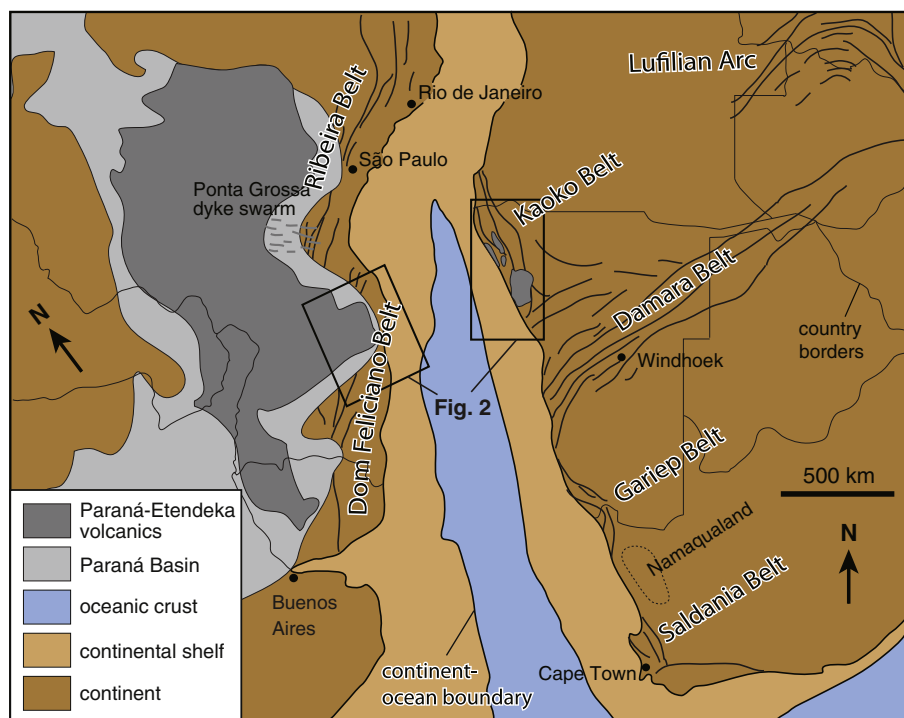 Lufilian Arc
Rio de Janeiro
Ribeira Belt
São Paulo
Ponta Grossa
dyke swarm
Kaoko Belt
Damara Belt
N
country
borders
Windhoek
Dom Feliciano Belt
Fig. 2
Gariep Belt
500 km
Namaqualand
N
Saldania Belt
Buenos
Aires
continent-
ocean boundary
Cape Town
Paraná-Etendeka
volcanics
Paraná Basin
oceanic crust
continental shelf
continent